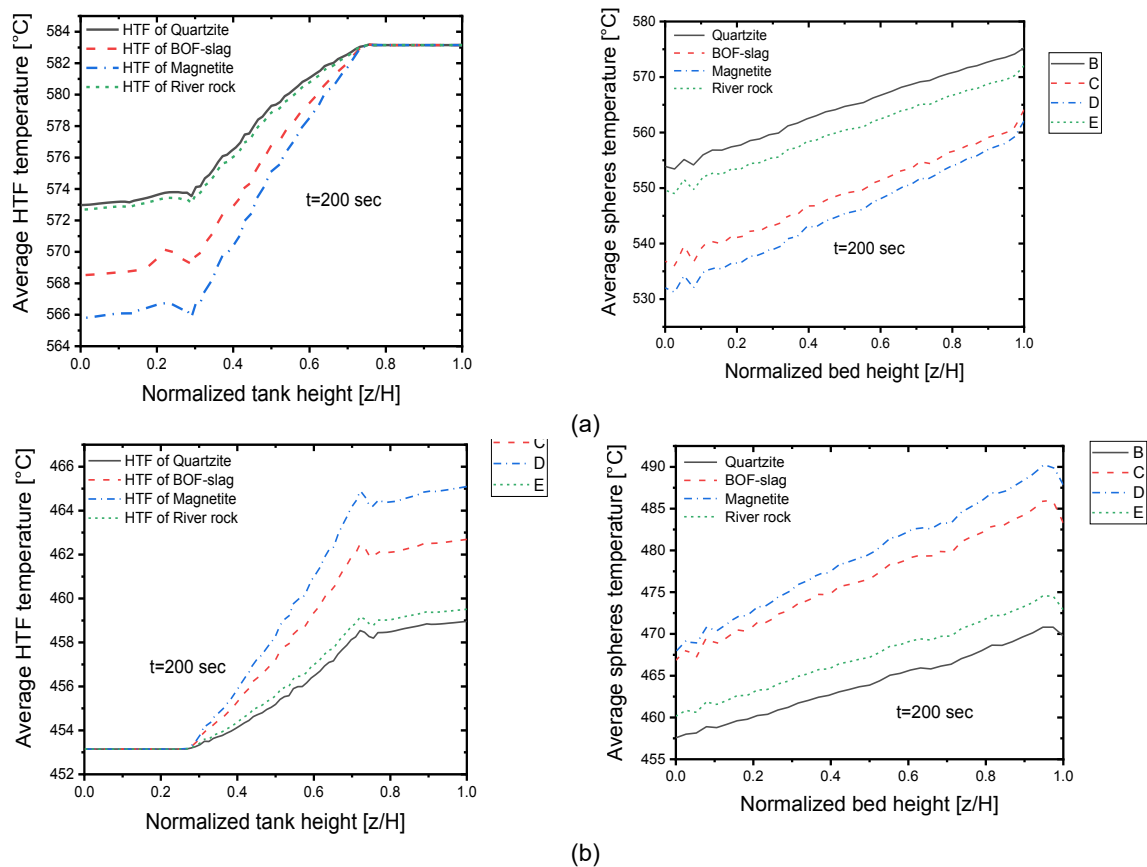 584
582
580
578
576
574
572
570
568
566
564
Average HTF temperature [°C]
HTF of Quartzite
HTF of BOF-slag
HTF of Magnetite
HTF of River rock
t=200 sec
0.0 0.2 0.4 0.6 0.8 1.0
Normalized tank height [z/H]
580
570
560
550
540
530
Average spheres temperature [°C]
Quartzite
BOF-slag
Magnetite
River rock
t=200 sec
0.0 0.2 0.4 0.6 0.8 1.0
Normalized bed height [z/H]
B
C
D
E
(a)
466
464
462
460
458
456
454
452
Average HTF temperature [°C]
HTF of Quartzite
HTF of BOF-slag
HTF of Magnetite
HTF of River rock
t=200 sec
0.0 0.2 0.4 0.6 0.8 1.0
Normalized tank height [z/H]
C
D
E
490
485
480
475
470
465
460
455
Average spheres temperature [°C]
Quartzite
BOF-slag
Magnetite
River rock
t=200 sec
0.0 0.2 0.4 0.6 0.8 1.0
Normalized bed height [z/H]
B
C
D
E
(b)